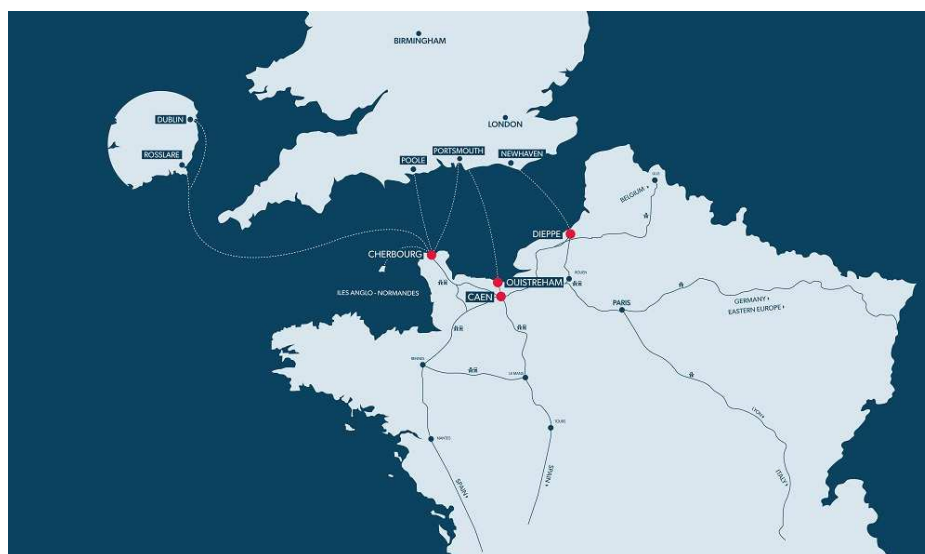 BIRMINGHAM
DUBLIN
LONDON
ROSSLARE
POOLE
PORTSMOUTH
NEWHAVEN
BELGIUM
DIEPPE
CHERBOURG
ROUEN
OUISTREHAM
ILES ANGLO - NORMANDES
CAEN
PARIS
GERMANY
EASTERN EUROPE
RENNES
LE MANS
LYON
TOURS
NANTES
SPAIN
SPAIN
ITALY